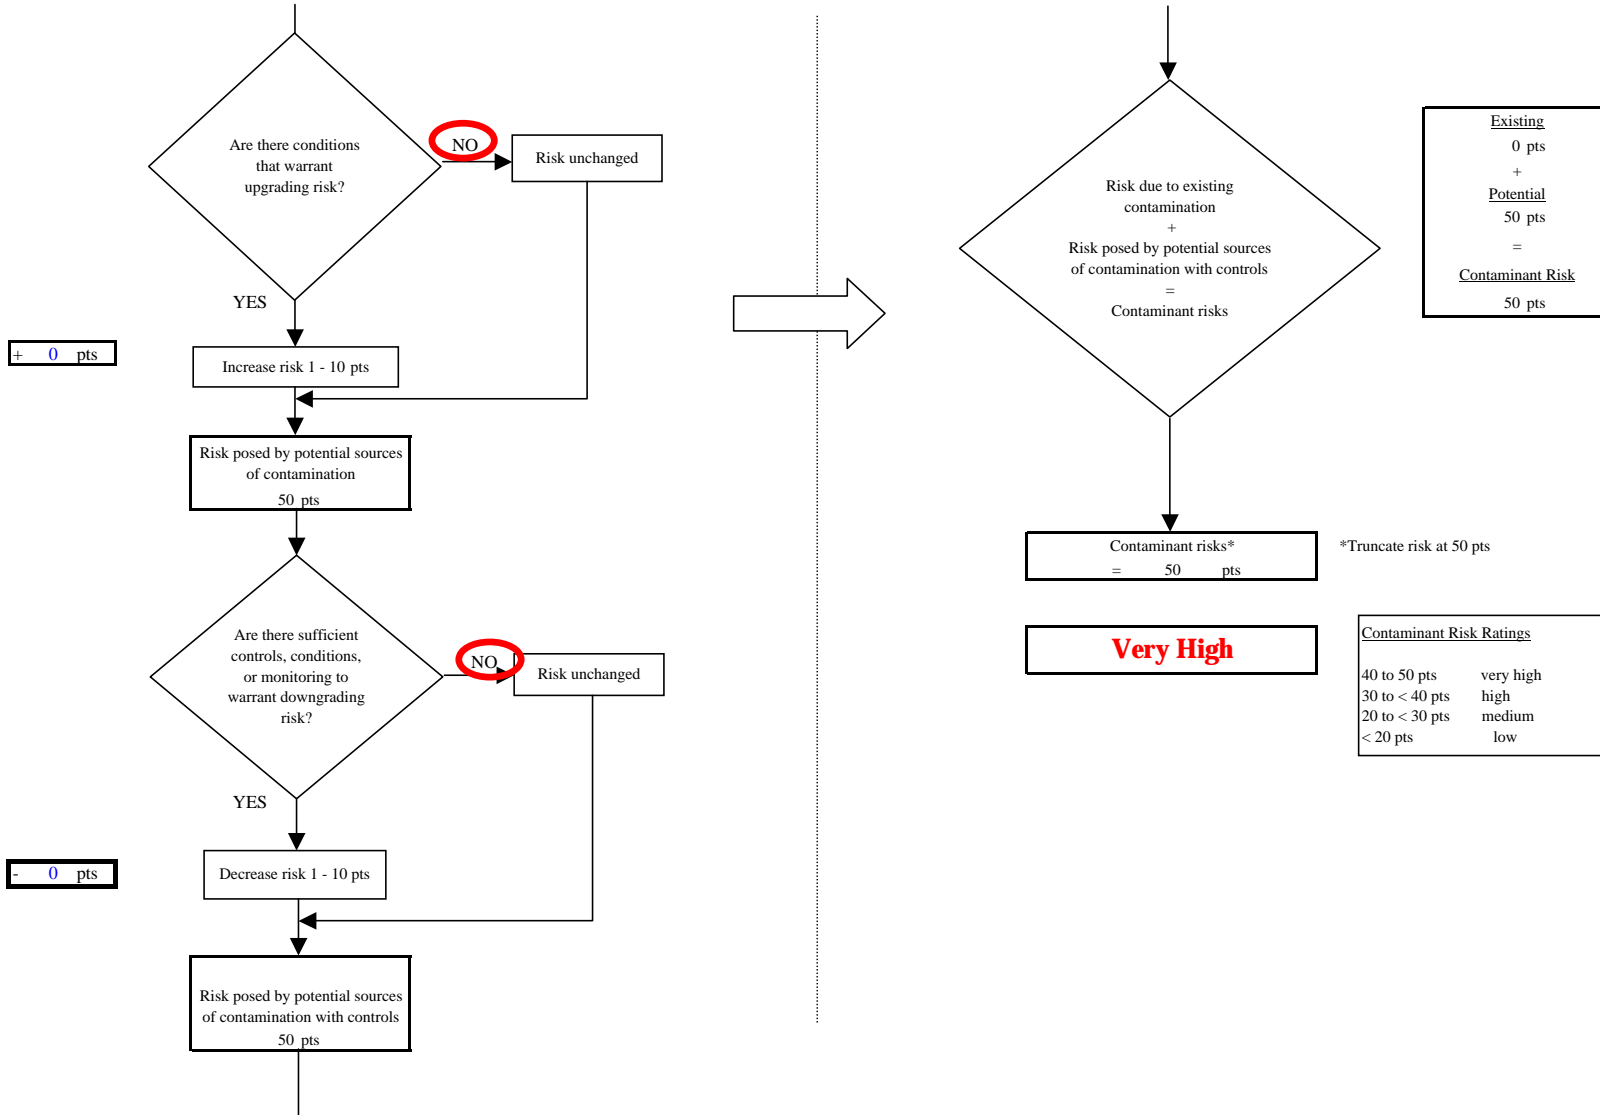 Are there conditions
that warrant
upgrading risk?
NO
Risk unchanged
YES
+ 0 pts
Increase risk 1 - 10 pts
Risk posed by potential sources
of contamination
50 pts
Are there sufficient
controls, conditions,
or monitoring to
warrant downgrading
risk?
NO
Risk unchanged
YES
- 0 pts
Decrease risk 1 - 10 pts
Risk posed by potential sources
of contamination with controls
50 pts
Risk due to existing
contamination
+
Risk posed by potential sources
of contamination with controls
=
Contaminant risks
Existing
0 pts
+
Potential
50 pts
=
Contaminant Risk
50 pts
Contaminant risks*
= 50 pts
*Truncate risk at 50 pts
Very High
Contaminant Risk Ratings
40 to 50 pts very high
30 to < 40 pts high
20 to < 30 pts medium
< 20 pts low